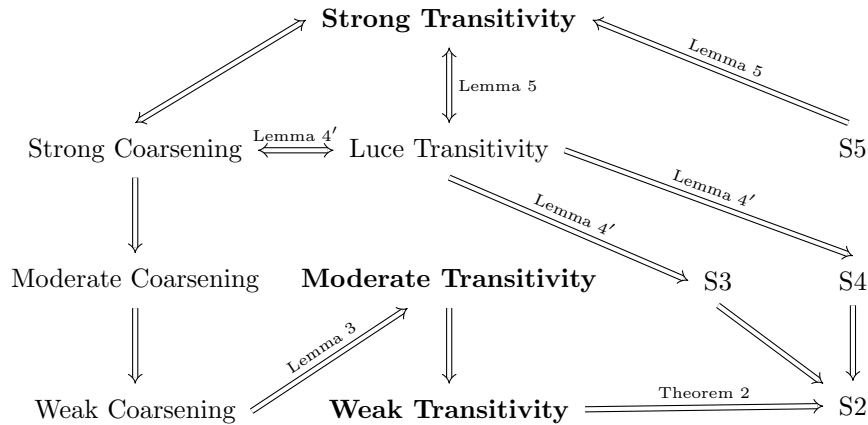 Strong Transitivity
Lemma 5
Lemma 5
Lemma 4′
Strong Coarsening
Luce Transitivity
S5
Lemma 4′
Lemma 4′
Moderate Coarsening
Moderate Transitivity
S3
S4
Lemma 3
Theorem 2
Weak Coarsening
Weak Transitivity
S2